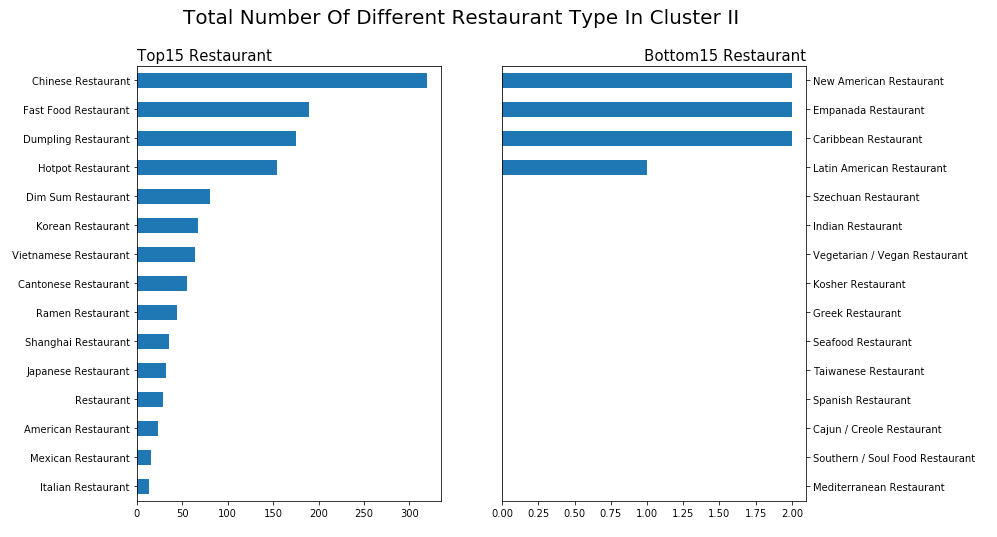 Total Number Of Different Restaurant Type In Cluster II
Top15 Restaurant
Chinese Restaurant
Fast Food Restaurant
Dumpling Restaurant
Hotpot Restaurant
Dim Sum Restaurant
Korean Restaurant
Vietnamese Restaurant
Cantonese Restaurant
Ramen Restaurant
Shanghai Restaurant
Japanese Restaurant
Restaurant
American Restaurant
Mexican Restaurant
Italian Restaurant
0 50 100 150 200 250 300
Bottom15 Restaurant
New American Restaurant
Empanada Restaurant
Caribbean Restaurant
Latin American Restaurant
Szechuan Restaurant
Indian Restaurant
Vegetarian / Vegan Restaurant
Kosher Restaurant
Greek Restaurant
Seafood Restaurant
Taiwanese Restaurant
Spanish Restaurant
Cajun / Creole Restaurant
Southern / Soul Food Restaurant
Mediterranean Restaurant
0.00 0.25 0.50 0.75 1.00 1.25 1.50 1.75 2.00